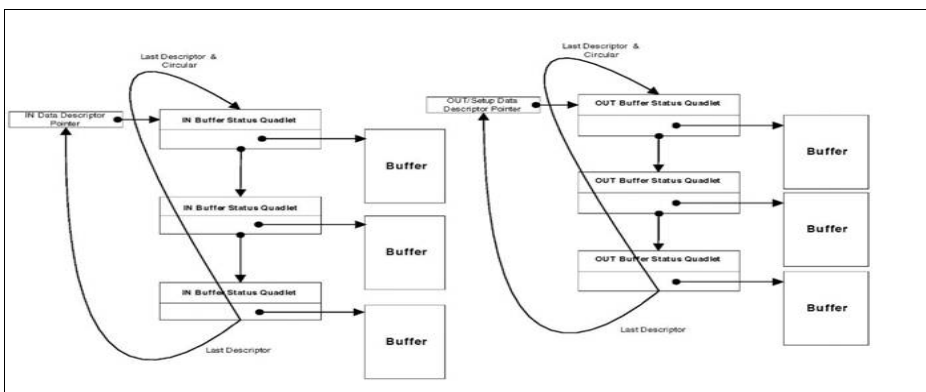 Last Descriptor &
Circular
IN Data Descriptor
Pointer
IN Buffer Status Quadlet
Buffer
IN Buffer Status Quadlet
Buffer
IN Buffer Status Quadlet
Buffer
Last Descriptor
Last Descriptor &
Circular
OUT/Setup Data
Descriptor Pointer
OUT Buffer Status Quadlet
Buffer
OUT Buffer Status Quadlet
Buffer
OUT Buffer Status Quadlet
Buffer
Last Descriptor